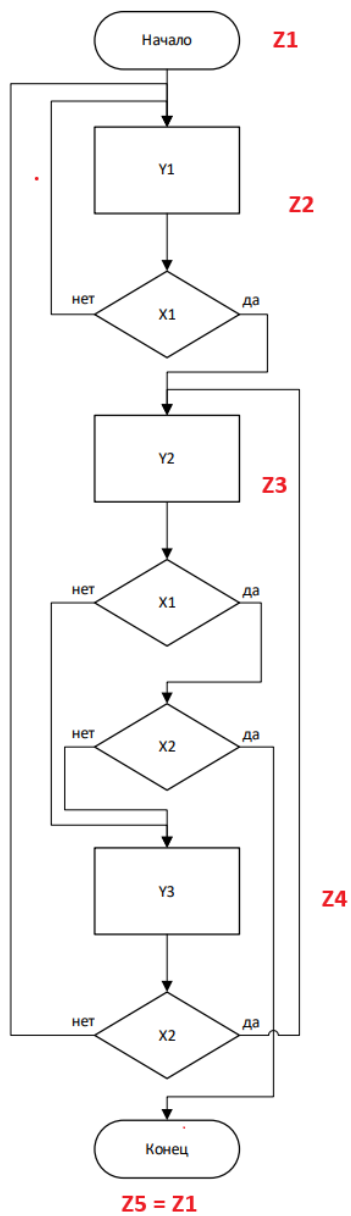 Начало
Z1
Y1
Z2
нет
X1
да
Y2
Z3
нет
X1
да
нет
X2
да
Y3
Z4
нет
X2
да
Конец
Z5 = Z1